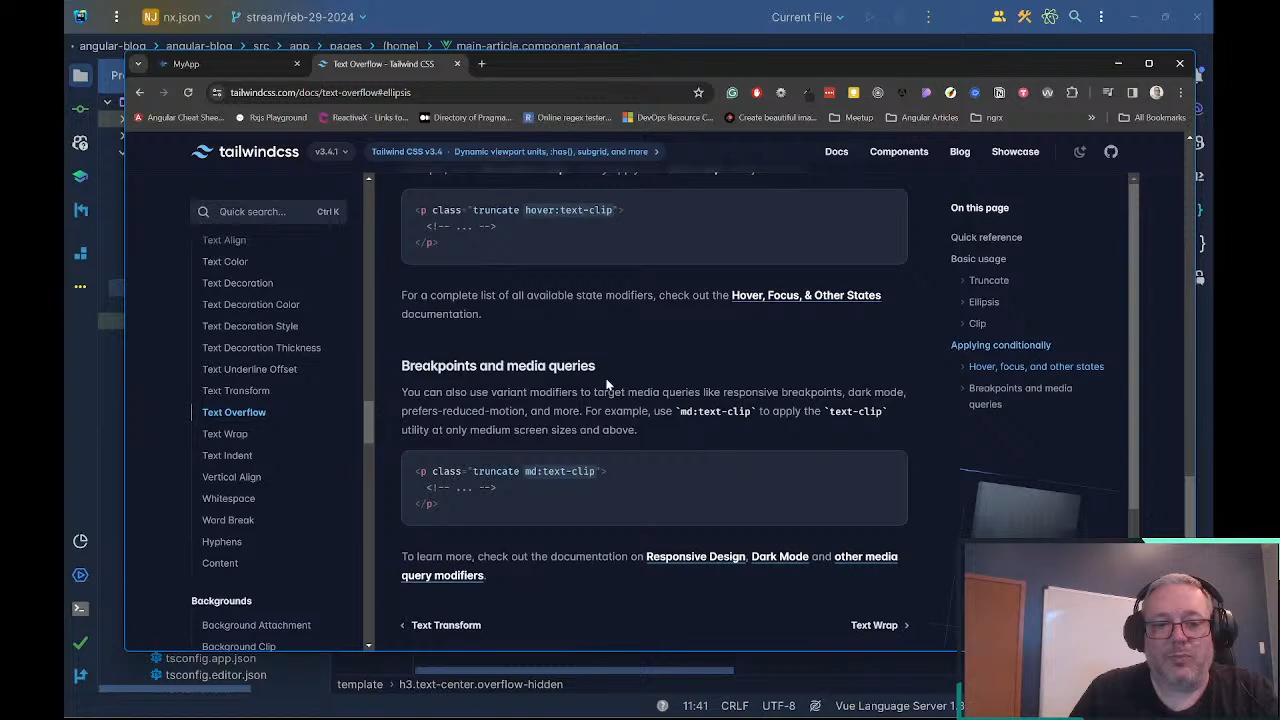 NJ nx.json
stream/feb-29-2024
Current File
angular-blog > angular-blog > src > app > pages > (home) > main-article.component.analog
Pr
MyApp
Text Overflow - Tailwind CSS
tailwindcss.com/docs/text-overflow#ellipsis
Angular Cheet Shee...
Rxjs Playground
ReactiveX - Links to...
Directory of Pragma...
Online regex tester...
DevOps Resource C...
Create beautiful ima...
Meetup
Angular Articles
ngrx
»
All Bookmarks
tailwindcss
v3.4.1
Tailwind CSS v3.4 · Dynamic viewport units, :has(), subgrid, and more
Docs
Components
Blog
Showcase
Quick search...
Ctrl K
Text Align
Text Color
Text Decoration
Text Decoration Color
Text Decoration Style
Text Decoration Thickness
Text Underline Offset
Text Transform
Text Overflow
Text Wrap
Text Indent
Vertical Align
Whitespace
Word Break
Hyphens
Content
Backgrounds
Background Attachment
Background Clip
<p class="truncate hover:text-clip">
<!-- ... -->
</p>
For a complete list of all available state modifiers, check out the Hover, Focus, & Other States
documentation.
Breakpoints and media queries
You can also use variant modifiers to target media queries like responsive breakpoints, dark mode,
prefers-reduced-motion, and more. For example, use `md:text-clip` to apply the `text-clip`
utility at only medium screen sizes and above.
<p class="truncate md:text-clip">
<!-- ... -->
</p>
To learn more, check out the documentation on Responsive Design, Dark Mode and other media
query modifiers.
Text Transform
Text Wrap
On this page
Quick reference
Basic usage
Truncate
Ellipsis
Clip
Applying conditionally
Hover, focus, and other states
Breakpoints and media
queries
tsconfig.app.json
tsconfig.editor.json
template > h3.text-center.overflow-hidden
11:41 CRLF UTF-8 Vue Language Server 1.8